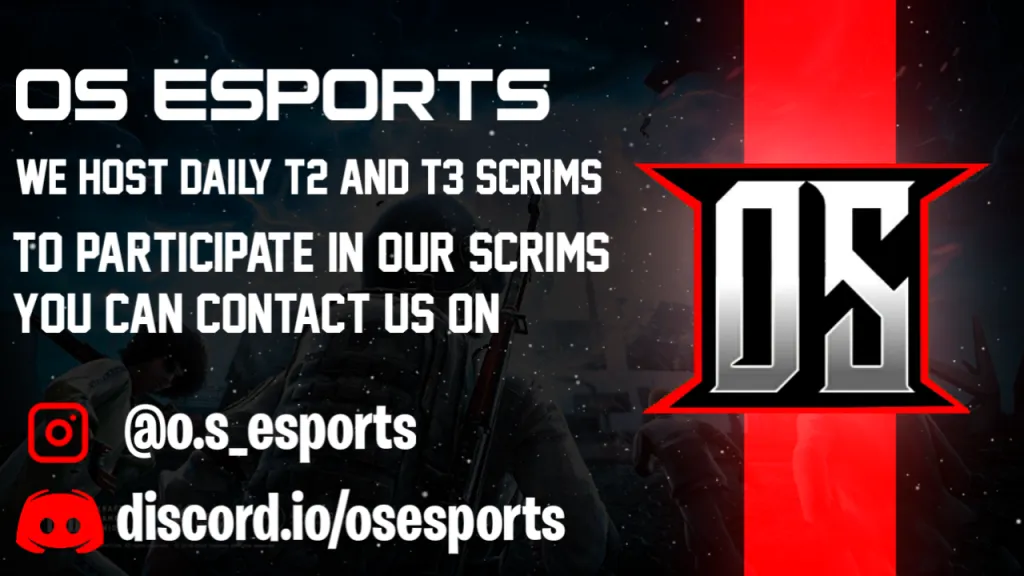 OS ESPORTS
WE HOST DAILY T2 AND T3 SCRIMS
TO PARTICIPATE IN OUR SCRIMS
YOU CAN CONTACT US ON
@o.s_esports
discord.io/osesports
OS